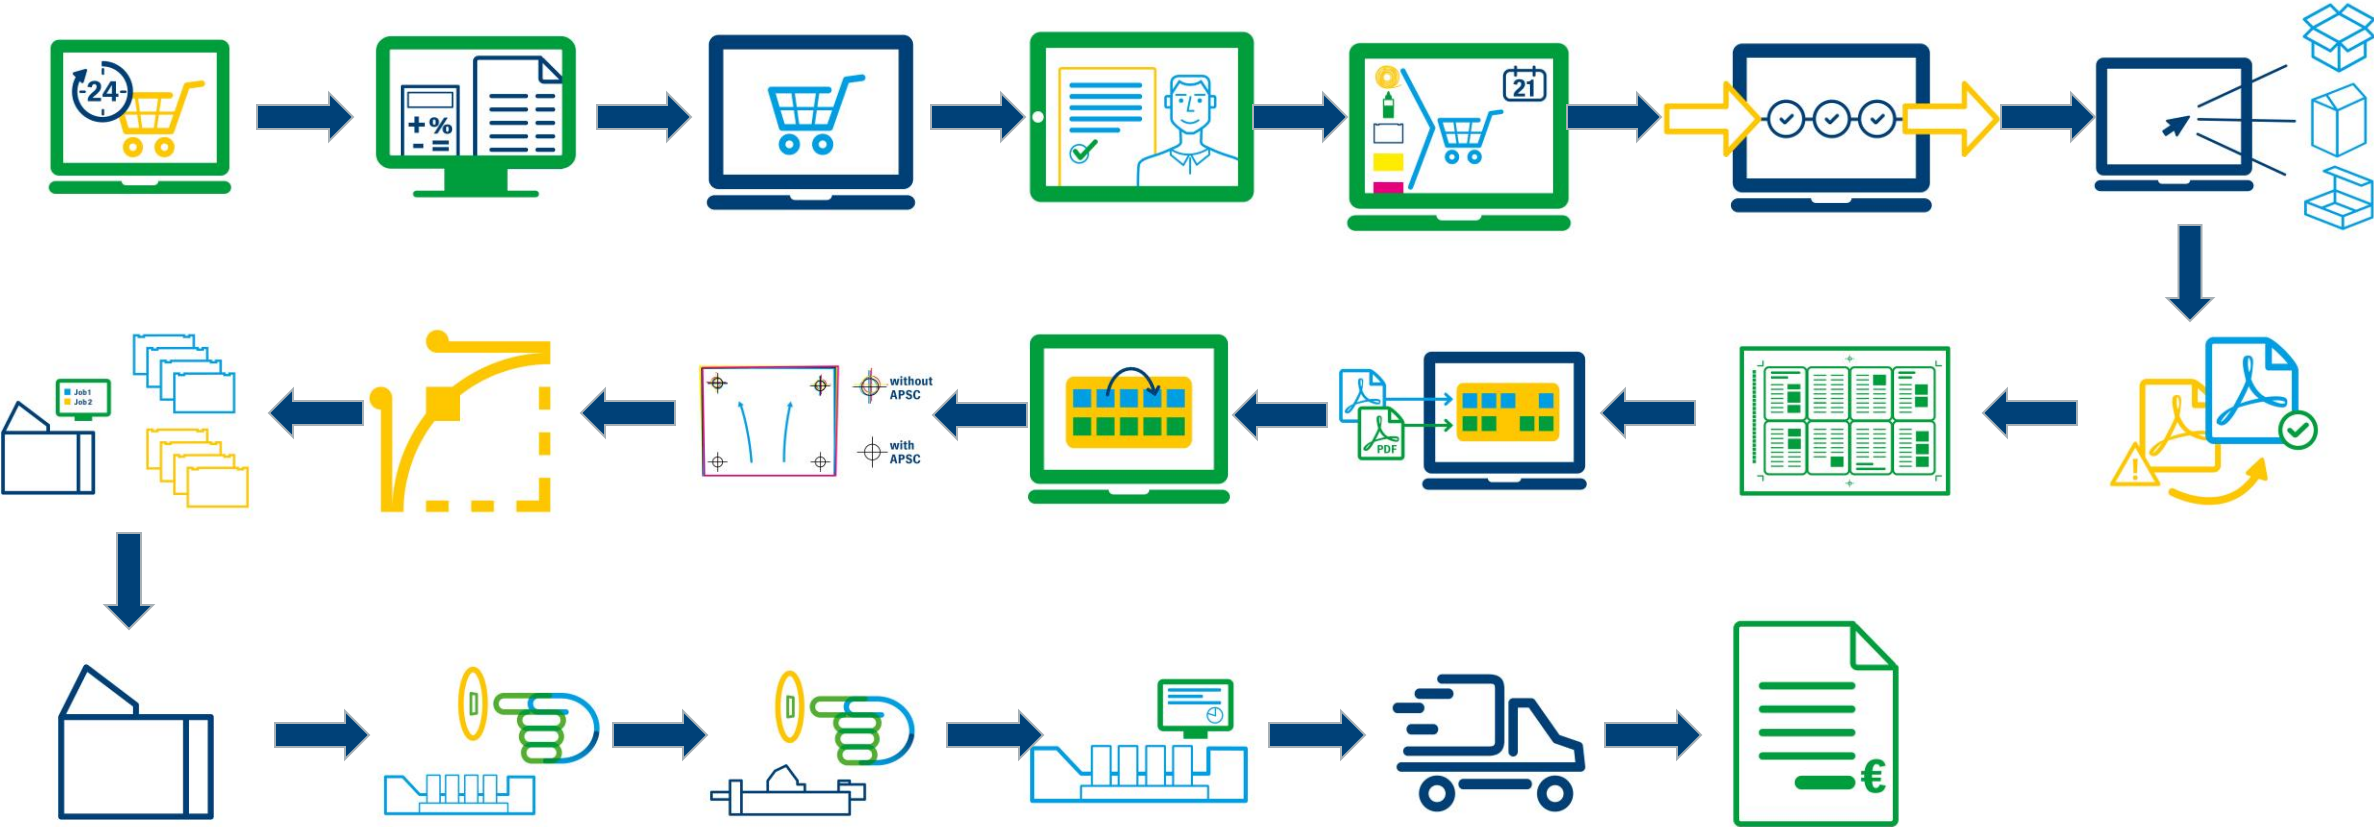 24
+ %
- =
21
without
APSC
with
APSC
PDF
Job1
Job2
!
€